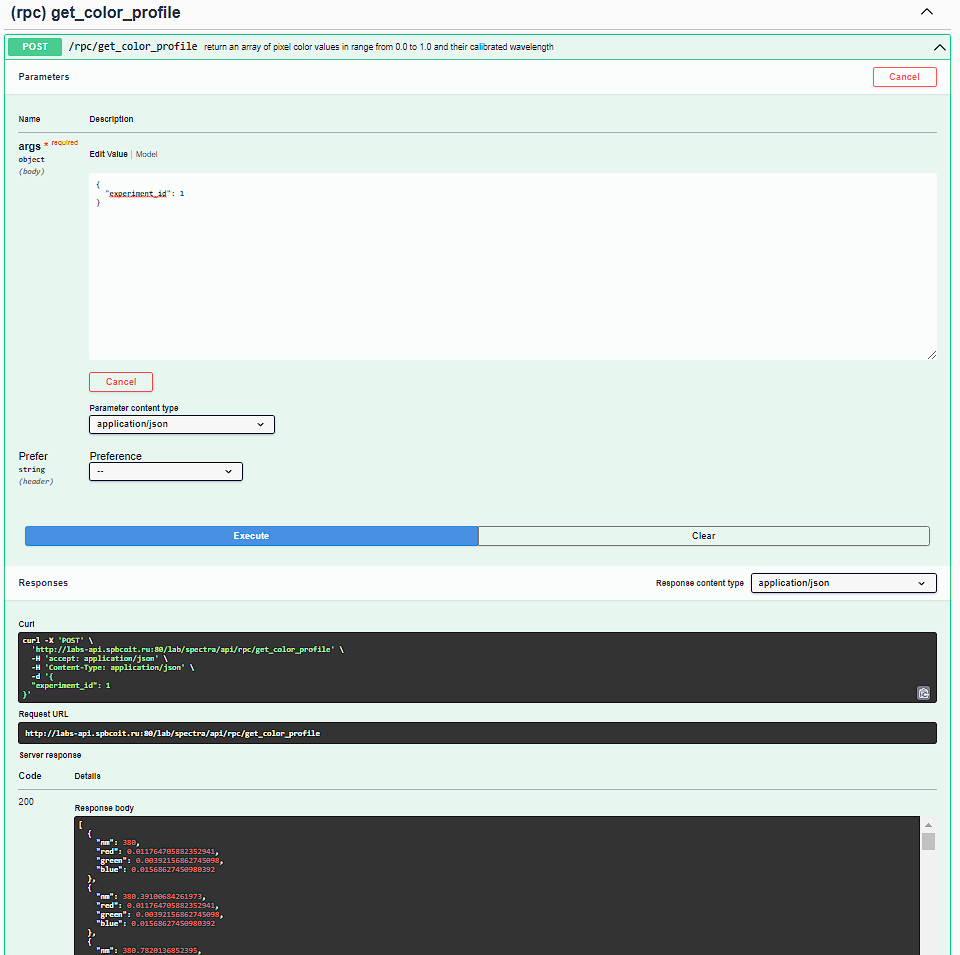 (rpc) get_color_profile
POST /rpc/get_color_profile return an array of pixel color values in range from 0.0 to 1.0 and their calibrated wavelength
Parameters Cancel
Name Description
args * required
object
(body)
Edit Value | Model
{
"experiment_id": 1
}
Cancel
Parameter content type
application/json
Prefer
string
(header)
Preference
--
Execute Clear
Responses Response content type application/json
Curl
curl -X 'POST' \
'http://labs-api.spbcoit.ru:80/lab/spectra/api/rpc/get_color_profile' \
-H 'accept: application/json' \
-H 'Content-Type: application/json' \
-d '{
"experiment_id": 1
}'
Request URL
http://labs-api.spbcoit.ru:80/lab/spectra/api/rpc/get_color_profile
Server response
Code Details
200
Response body
[
{
"nm": 380,
"red": 0.011764705882352941,
"green": 0.00392156862745098,
"blue": 0.01568627450980392
},
{
"nm": 380.39100684261973,
"red": 0.011764705882352941,
"green": 0.00392156862745098,
"blue": 0.01568627450980392
},
{
"nm": 380.7820136852395,